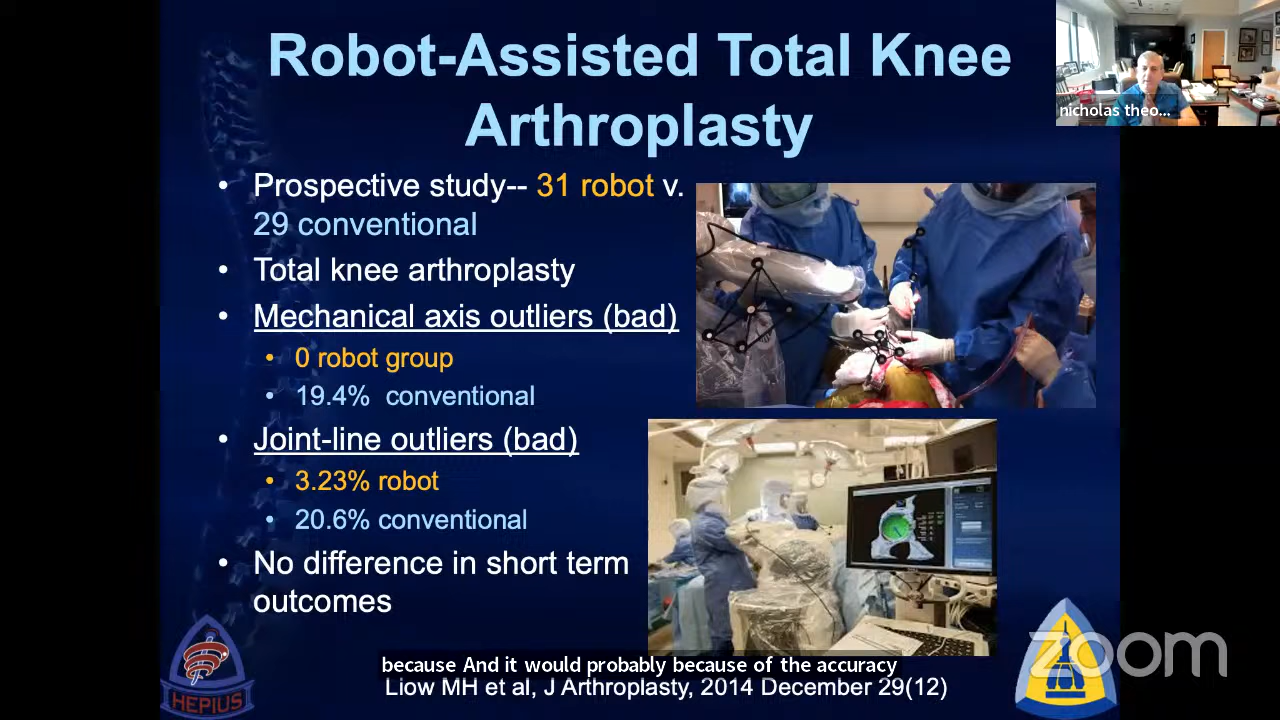 Robot-Assisted Total Knee
Arthroplasty
nicholas theo...
• Prospective study-- 31 robot v.
29 conventional
• Total knee arthroplasty
• Mechanical axis outliers (bad)
• 0 robot group
• 19.4% conventional
• Joint-line outliers (bad)
• 3.23% robot
• 20.6% conventional
• No difference in short term
outcomes
because And it would probably because of the accuracy
Liow MH et al, J Arthroplasty, 2014 December 29(12)
HEPIUS
zoom